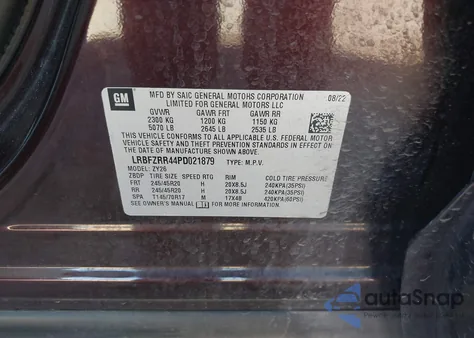 GM
MFD BY SAIC GENERAL MOTORS CORPORATION 08/22
LIMITED FOR GENERAL MOTORS LLC
GVWR GAWR FRT GAWR RR
2300 KG 1200 KG 1150 KG
5070 LB 2645 LB 2535 LB
THIS VEHICLE CONFORMS TO ALL APPLICABLE U.S. FEDERAL MOTOR
VEHICLE SAFETY, BUMPER, AND THEFT PREVENTION STANDARDS IN
EFFECT ON THE DATE OF MANUFACTURE SHOWN ABOVE.
LRBFZRR44PD021879 TYPE: M.P.V.
MODEL: ZY26
ZBDP TIRE SIZE SPEED RTG RIM COLD TIRE PRESSURE
FRT 245/45R20 H 20X8.5J 240KPA(35PSI)
RR 245/45R20 H 20X8.5J 240KPA(35PSI)
SPA T145/70R17 M 17X4B 420KPA(60PSI)
SEE OWNER'S MANUAL FOR MORE INFORMATION
autoSnap